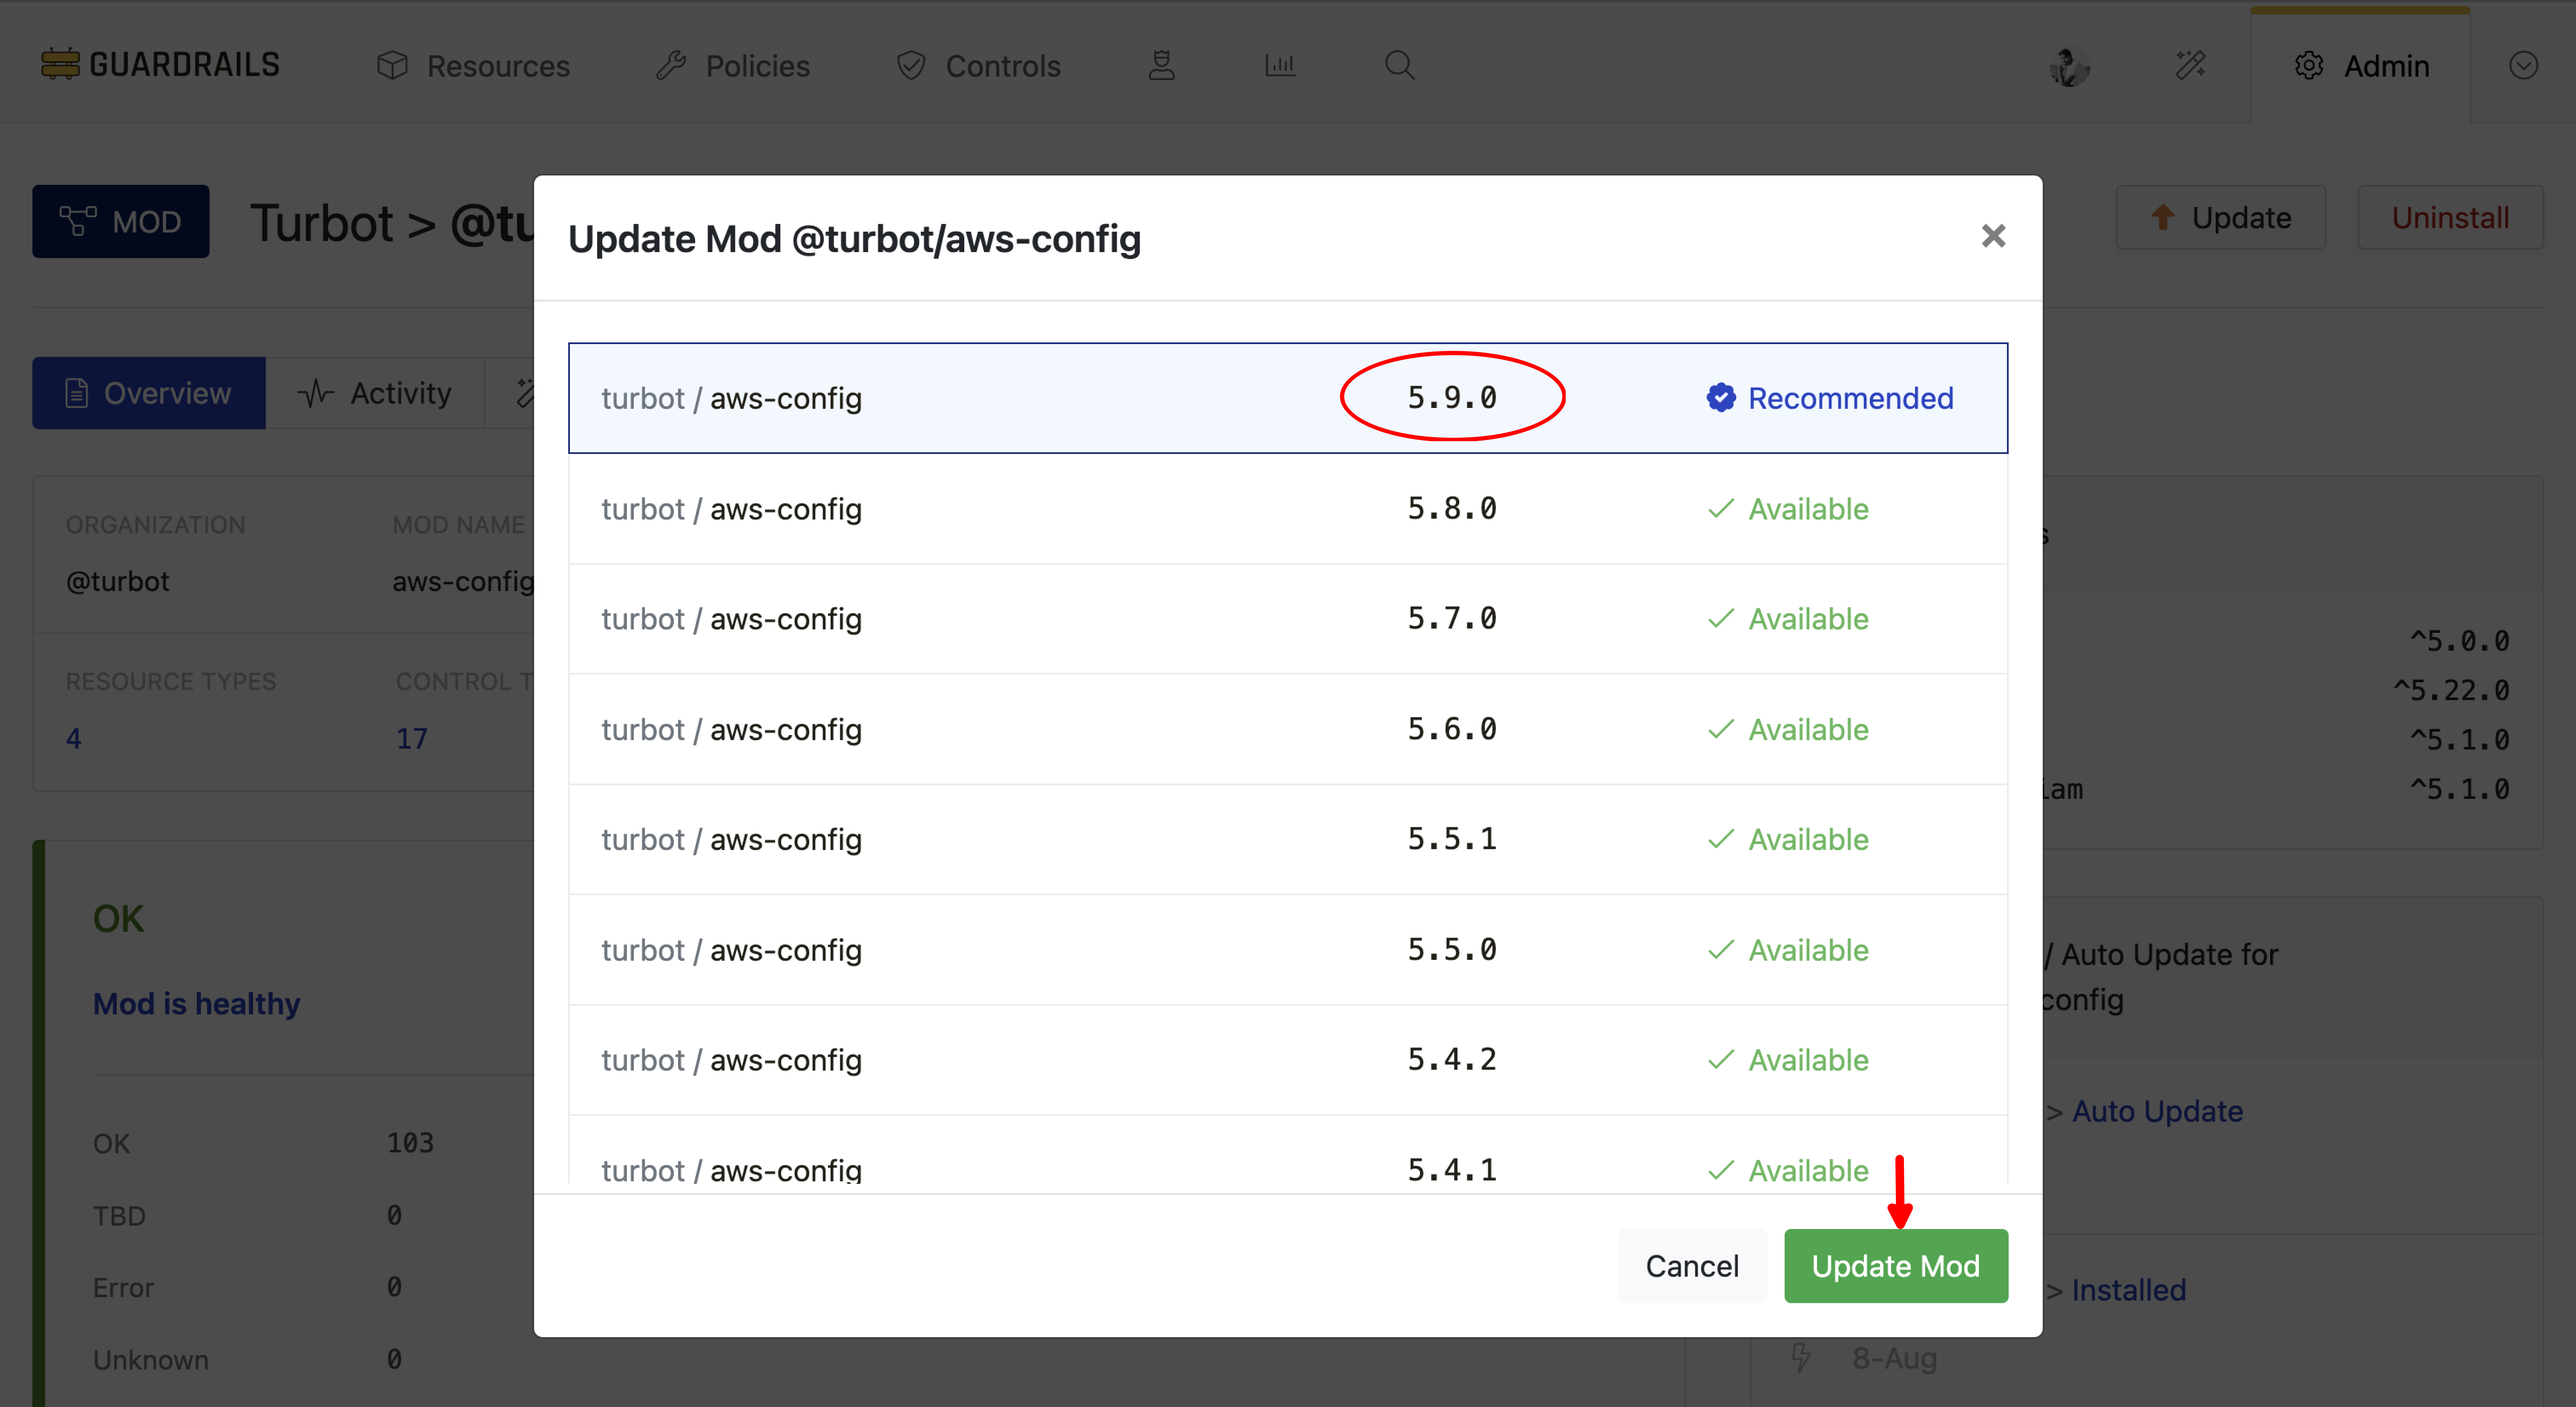 GUARDRAILS Resources Policies Controls Admin
MOD Turbot > @tu Update Uninstall
Update Mod @turbot/aws-config
Overview Activity
ORGANIZATION MOD NAME
@turbot aws-config
RESOURCE TYPES CONTROL T
4 17
OK
Mod is healthy
OK 103
TBD 0
Error 0
Unknown 0
turbot / aws-config 5.9.0 Recommended
turbot / aws-config 5.8.0 Available
turbot / aws-config 5.7.0 Available
turbot / aws-config 5.6.0 Available
turbot / aws-config 5.5.1 Available
turbot / aws-config 5.5.0 Available
turbot / aws-config 5.4.2 Available
turbot / aws-config 5.4.1 Available
Cancel Update Mod
^5.0.0
^5.22.0
^5.1.0
iam ^5.1.0
/ Auto Update for
config
> Auto Update
> Installed
8-Aug